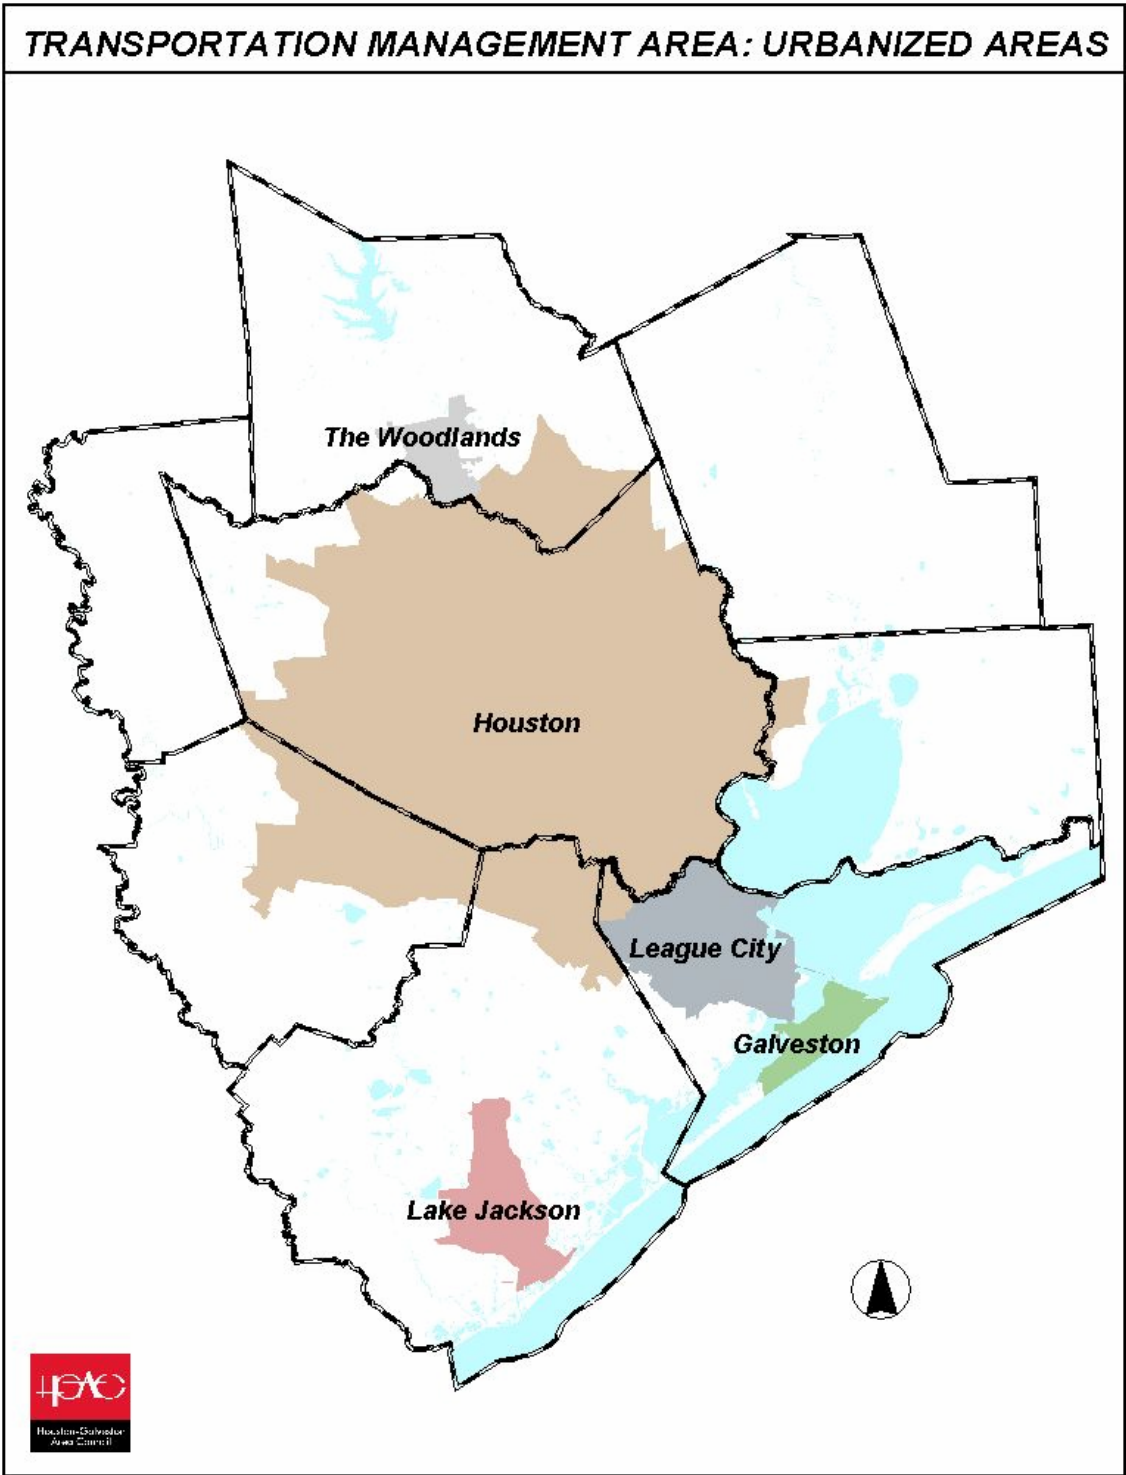 TRANSPORTATION MANAGEMENT AREA: URBANIZED AREAS
The Woodlands
Houston
League City
Galveston
Lake Jackson
Houston-Galveston
Area Council